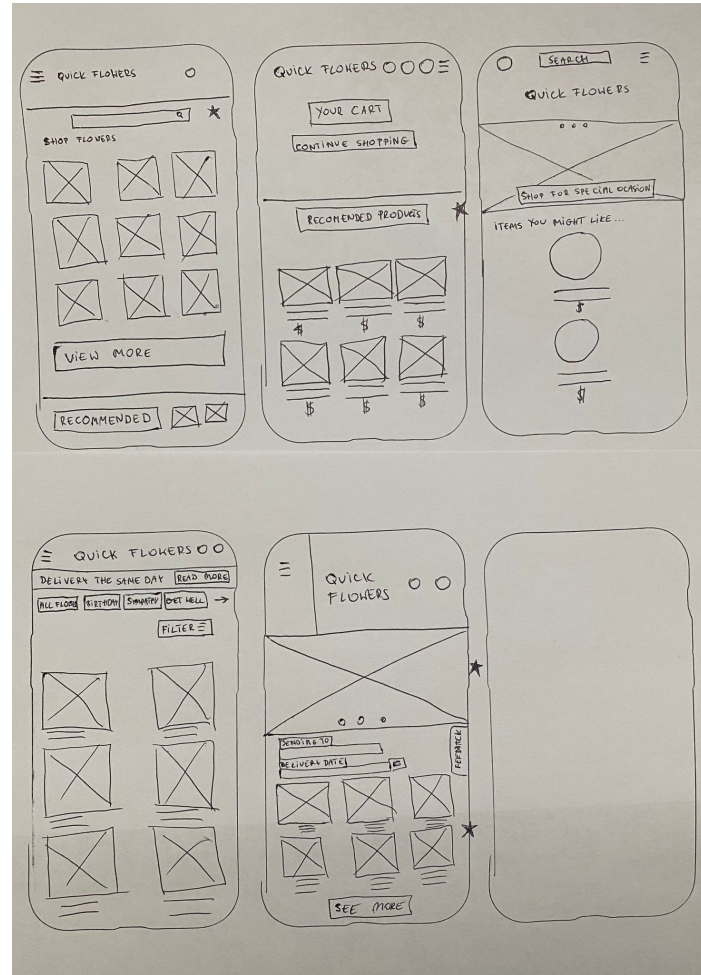 QUICK FLOWERS
SHOP FLOWERS
VIEW MORE
RECOMMENDED
QUICK FLOWERS
YOUR CART
CONTINUE SHOPPING
RECOMENDED PRODUCTS
$ $ $
$ $ $
SEARCH
QUICK FLOWERS
SHOP FOR SPECIAL OCASION
ITEMS YOU MIGHT LIKE...
$
$
QUICK FLOWERS
DELIVERY THE SAME DAY READ MORE
ALL BIRTHDAY SYMPATHY GET WELL →
FILTER
QUICK
FLOWERS
SENDING TO
DELIVERY DATE
FEEDBACK
SEE MORE